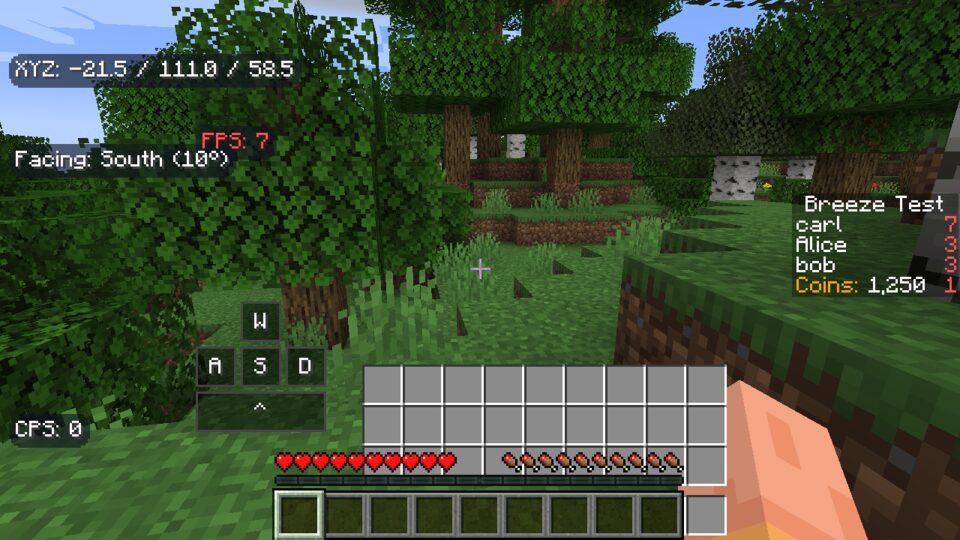 XYZ: -21.5 / 111.0 / 58.5
FPS: 7
Facing: South (10°)
Breeze Test
carl 7
Alice 3
bob 3
Coins: 1,250 1
W
A S D
^
CPS: 0